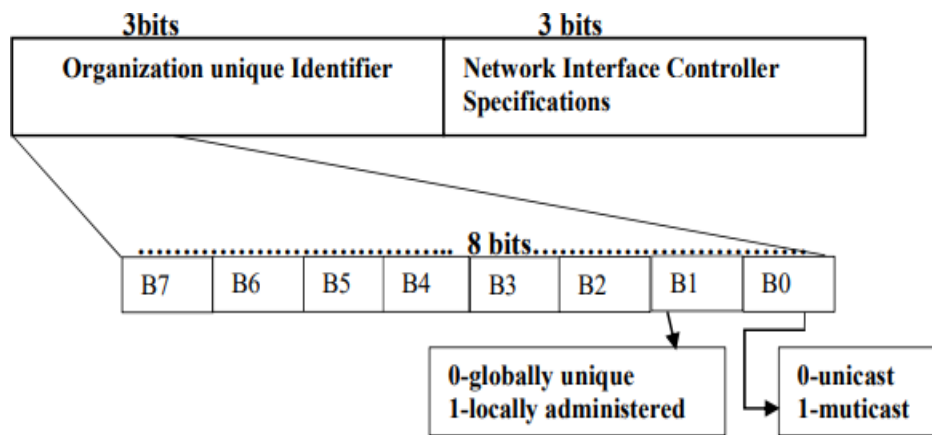 3bits
3 bits
Organization unique Identifier
Network Interface Controller
Specifications
………………………….. 8 bits………………………
B7 B6 B5 B4 B3 B2 B1 B0
0-globally unique
1-locally administered
0-unicast
1-muticast